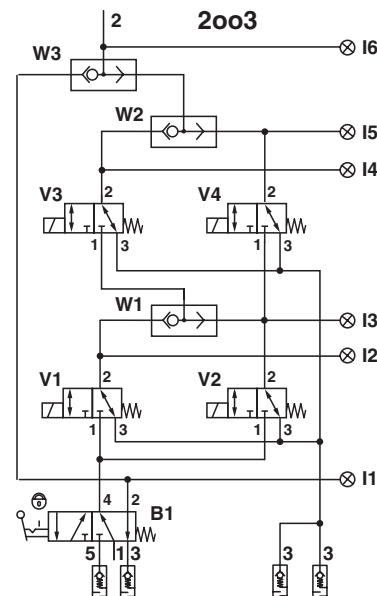 2 2oo3
W3 I6
W2 I5
I4
V3 2 V4 2
1 3 1 3
W1 I3
I2
V1 2 V2 2
1 3 1 3
I1
4 2 B1
0 I
5 1 3 3 3